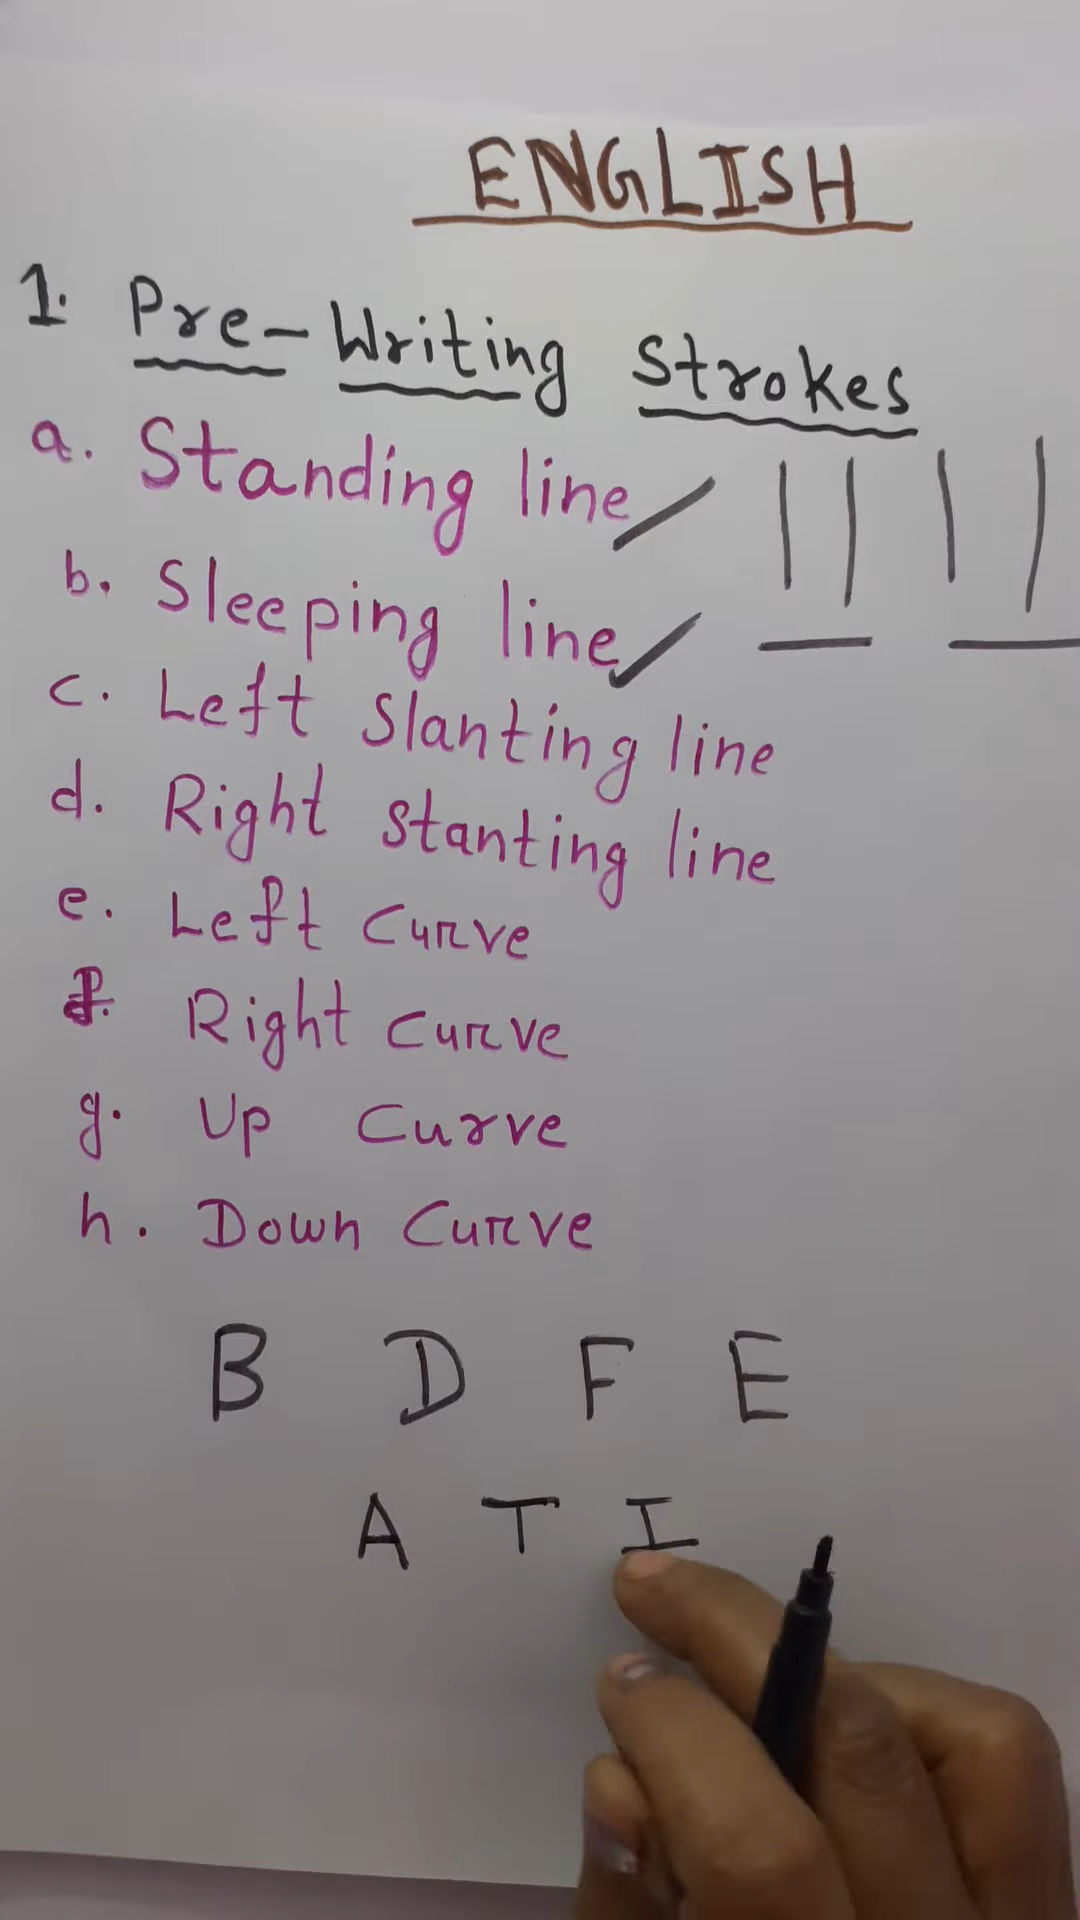 ENGLISH
1. Pre-Writing Strokes
a. Standing line
b. Sleeping line
c. Left Slanting line
d. Right Stanting line
e. Left Curve
f. Right Curve
g. Up Curve
h. Down Curve
B D F E
A T I